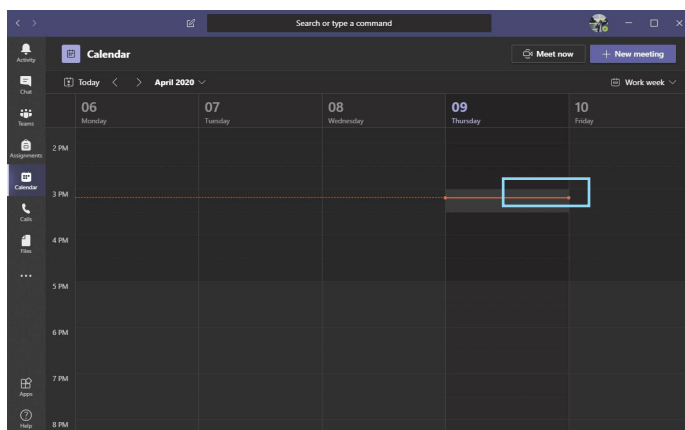 Search or type a command
Activity
Calendar
Meet now
+ New meeting
Chat
Today
April 2020
Work week
Teams
06
07
08
09
10
Monday
Tuesday
Wednesday
Thursday
Friday
Assignments
2 PM
Calendar
3 PM
Calls
4 PM
Files
5 PM
6 PM
7 PM
Apps
Help
8 PM